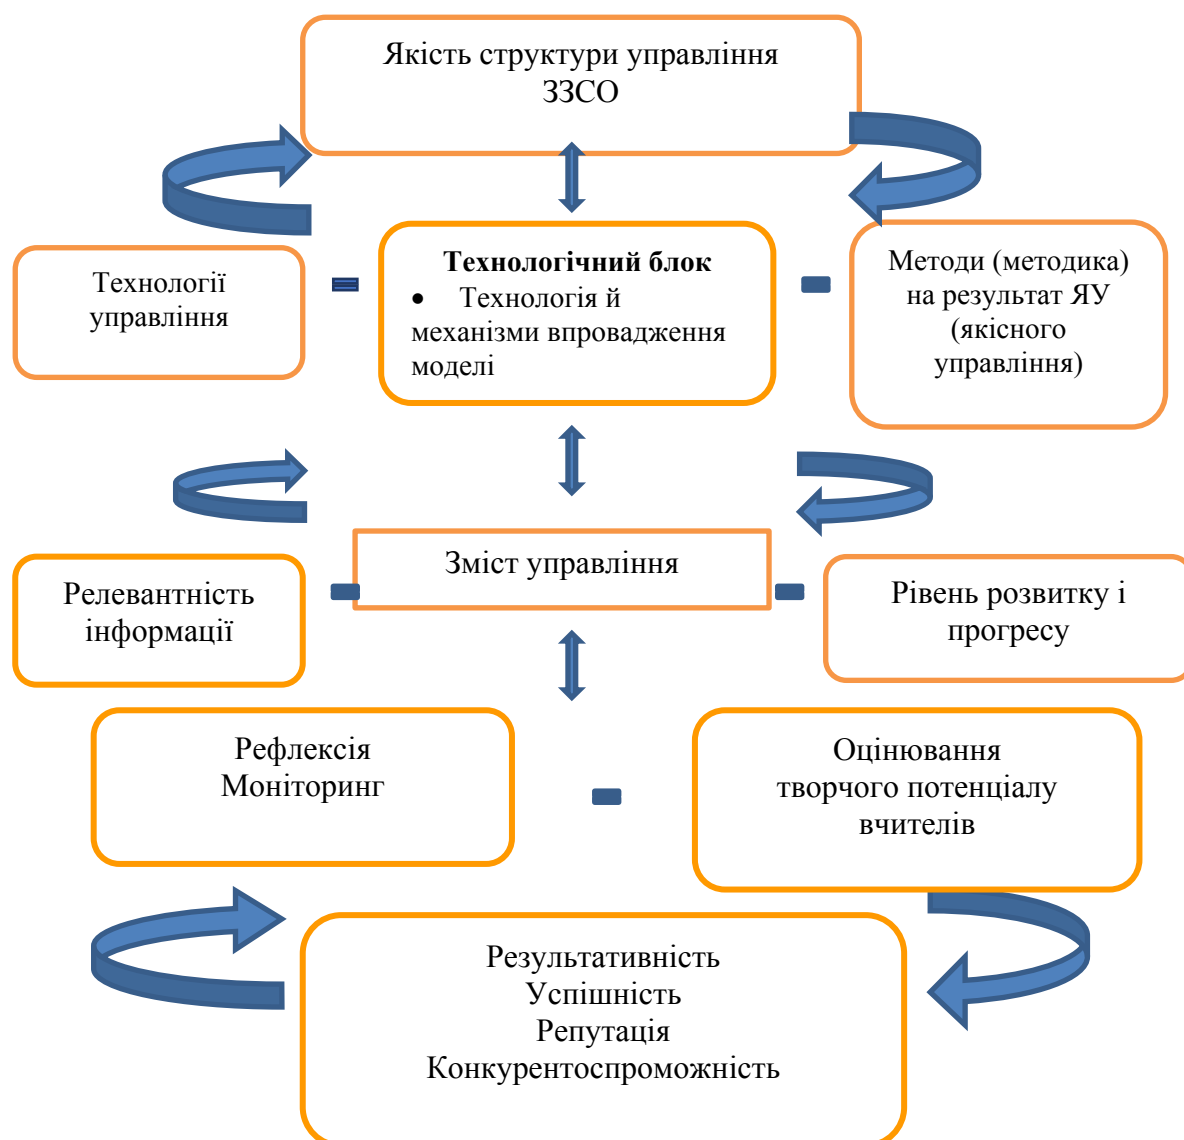 Якість структури управління
ЗЗСО
Технології
управління
Технологічний блок
• Технологія й
механізми впровадження
моделі
Методи (методика)
на результат ЯУ
(якісного
управління)
Релевантність
інформації
Зміст управління
Рівень розвитку і
прогресу
Рефлексія
Моніторинг
Оцінювання
творчого потенціалу
вчителів
Результативність
Успішність
Репутація
Конкурентоспроможність